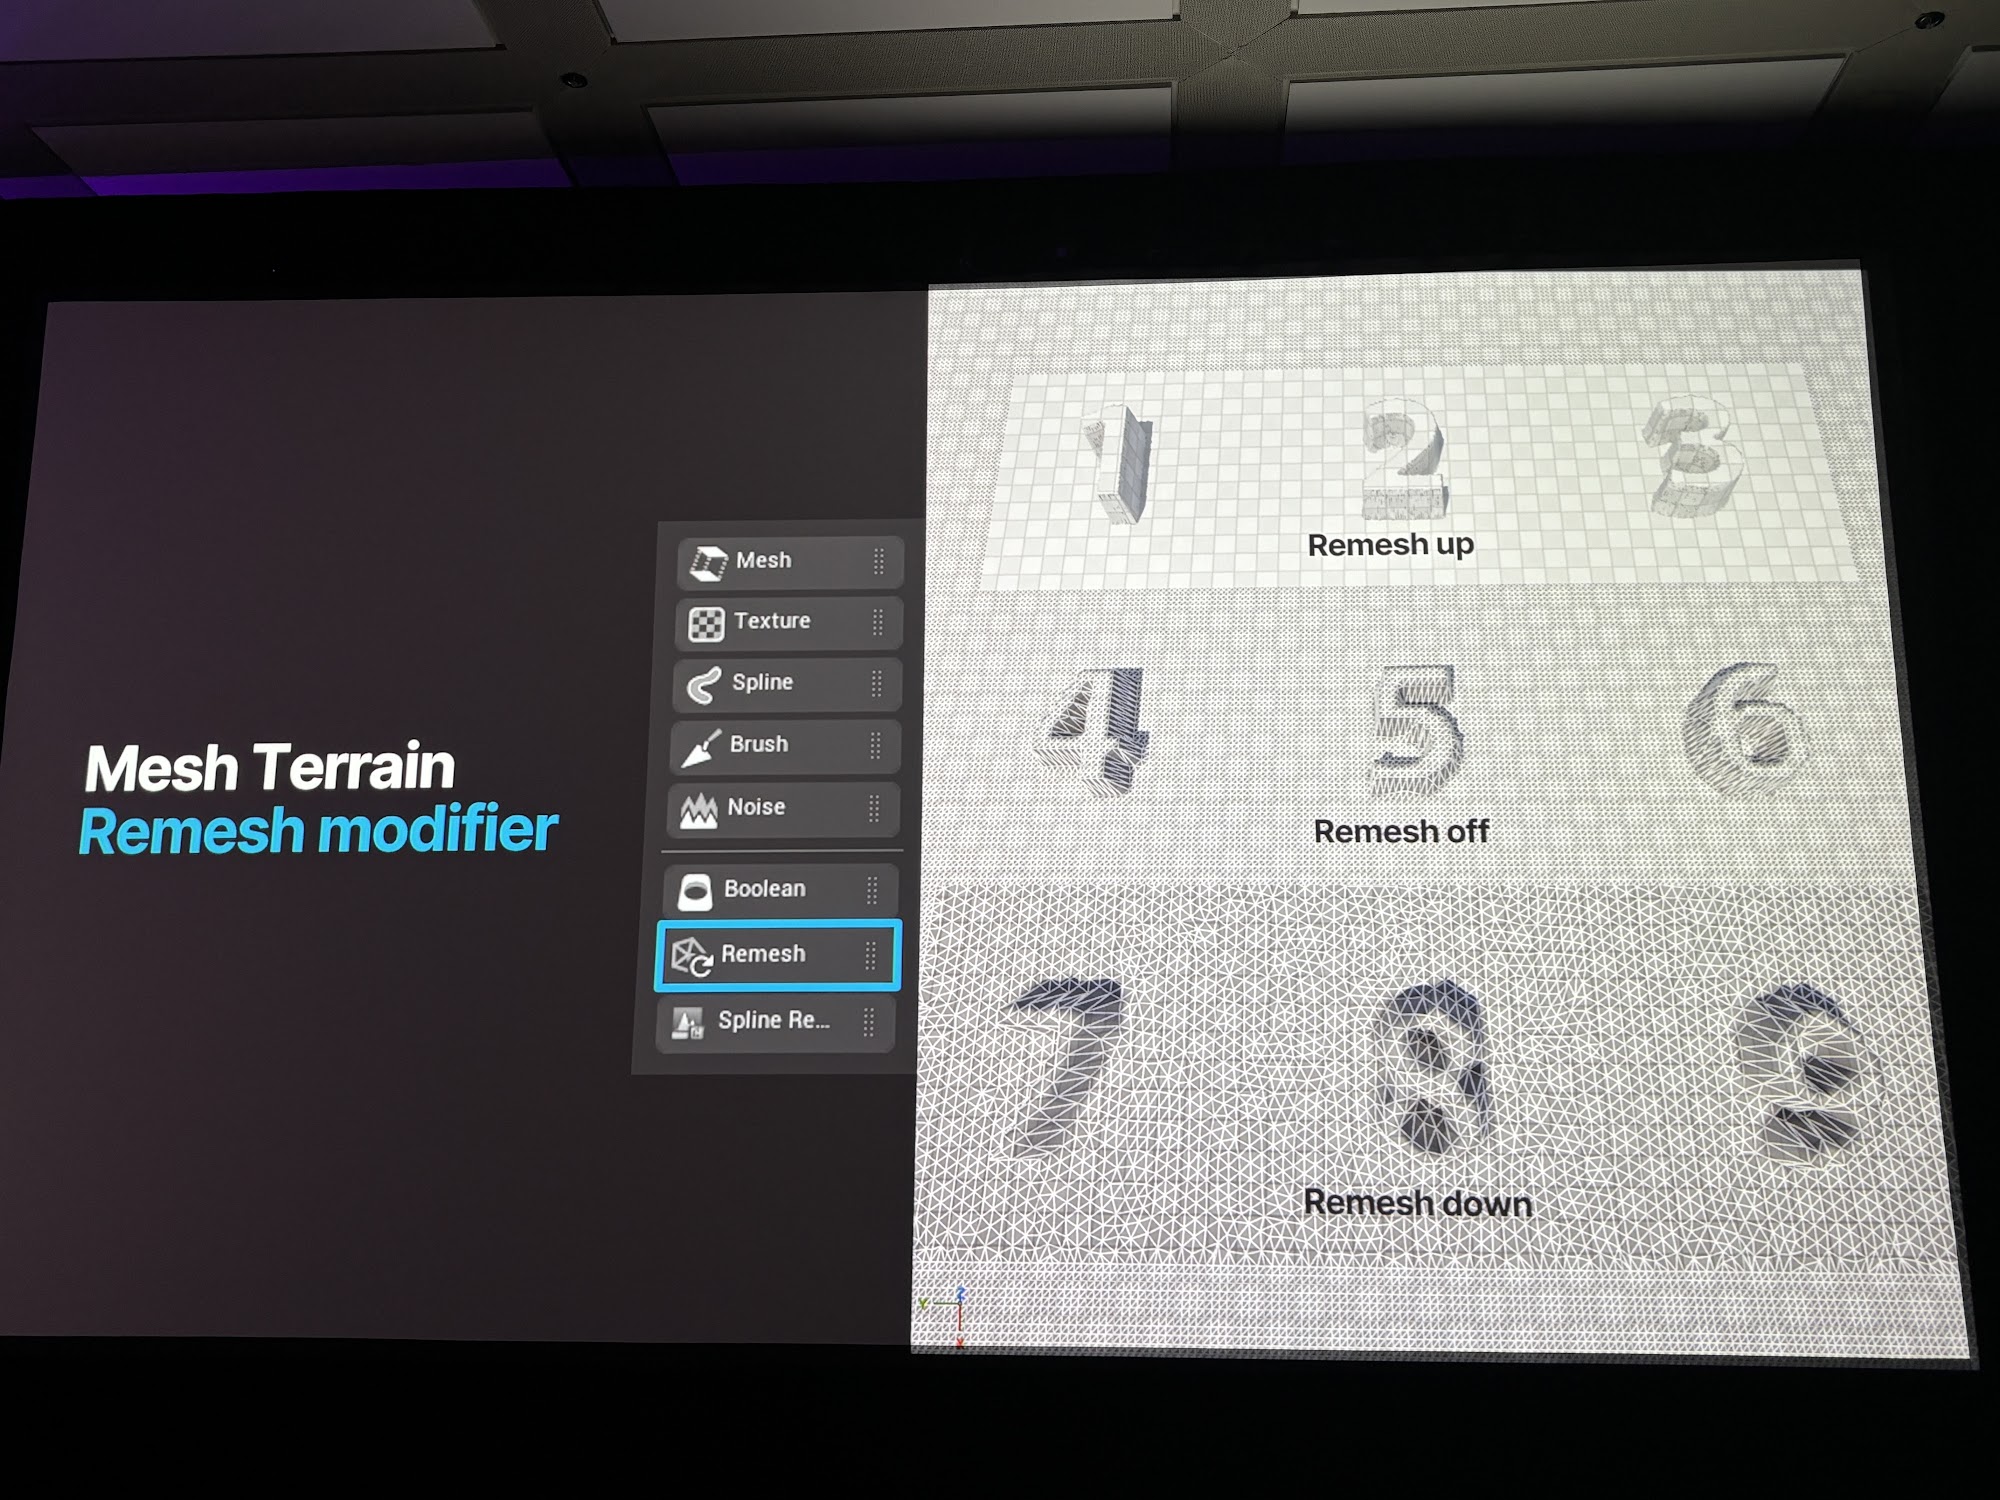 Mesh Terrain
Remesh modifier
Mesh
Texture
Spline
Brush
Noise
Boolean
Remesh
Spline Re...
1 2 3
Remesh up
4 5 6
Remesh off
7 8 9
Remesh down
Z
Y
X